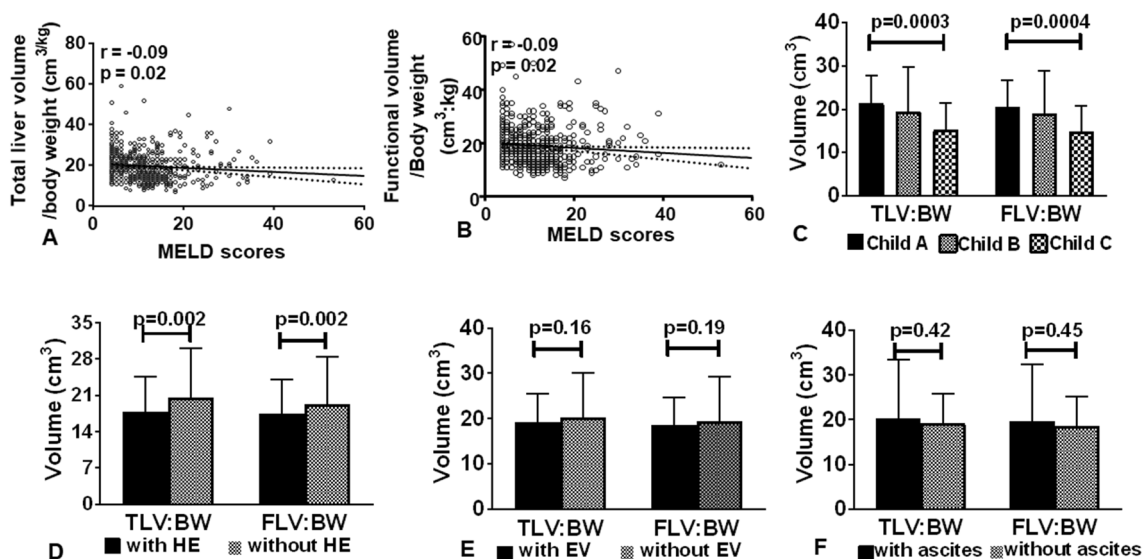 Total liver volume
/body weight (cm³/kg)
r = -0.09
p = 0.02
80
60
40
20
0
0 20 40 60
MELD scores
A
Functional volume
/Body weight
(cm³:kg)
r = -0.09
p = 0.02
60
40
20
0
0 20 40 60
MELD scores
B
Volume (cm³)
p=0.0003 p=0.0004
40
30
20
10
0
TLV:BW FLV:BW
Child A Child B Child C
C
Volume (cm³)
p=0.002 p=0.002
35
28
21
14
7
0
TLV:BW FLV:BW
with HE without HE
D
Volume (cm³)
p=0.16 p=0.19
40
30
20
10
0
TLV:BW FLV:BW
with EV without EV
E
Volume (cm³)
p=0.42 p=0.45
40
30
20
10
0
TLV:BW FLV:BW
with ascites without ascites
F